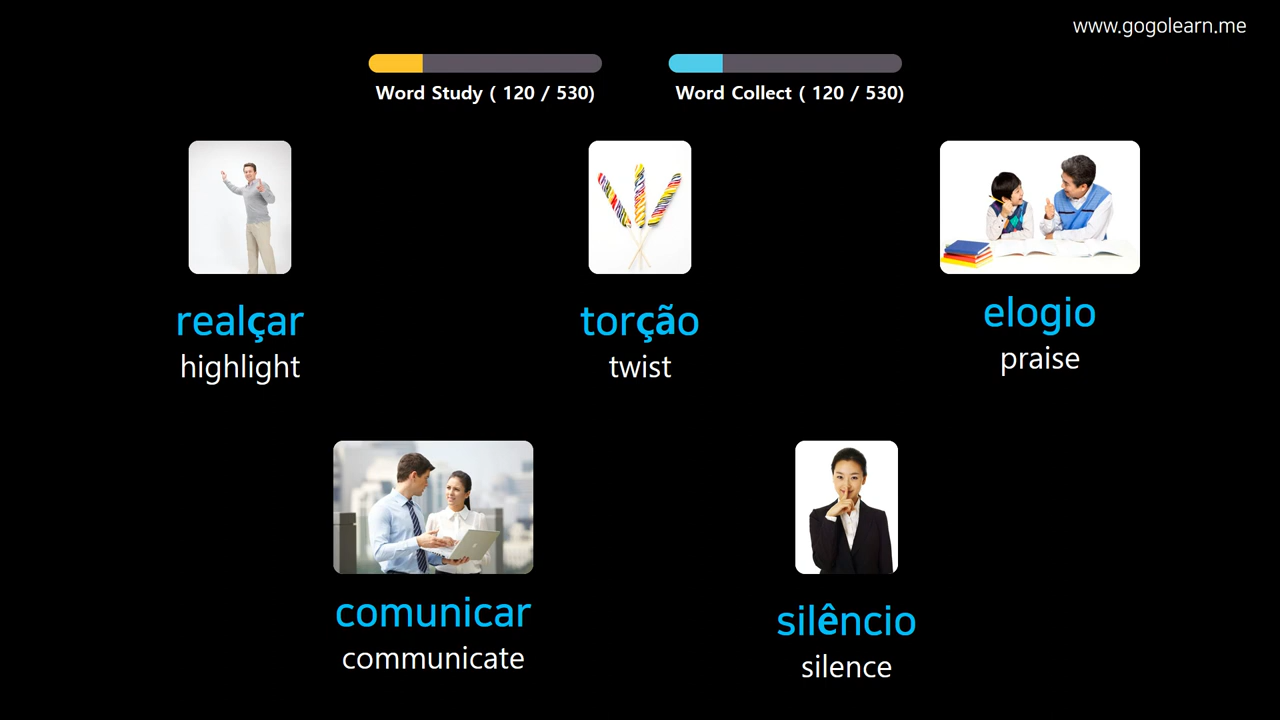 www.gogolearn.me
Word Study ( 120 / 530)
Word Collect ( 120 / 530)
realçar
highlight
torção
twist
elogio
praise
comunicar
communicate
silêncio
silence